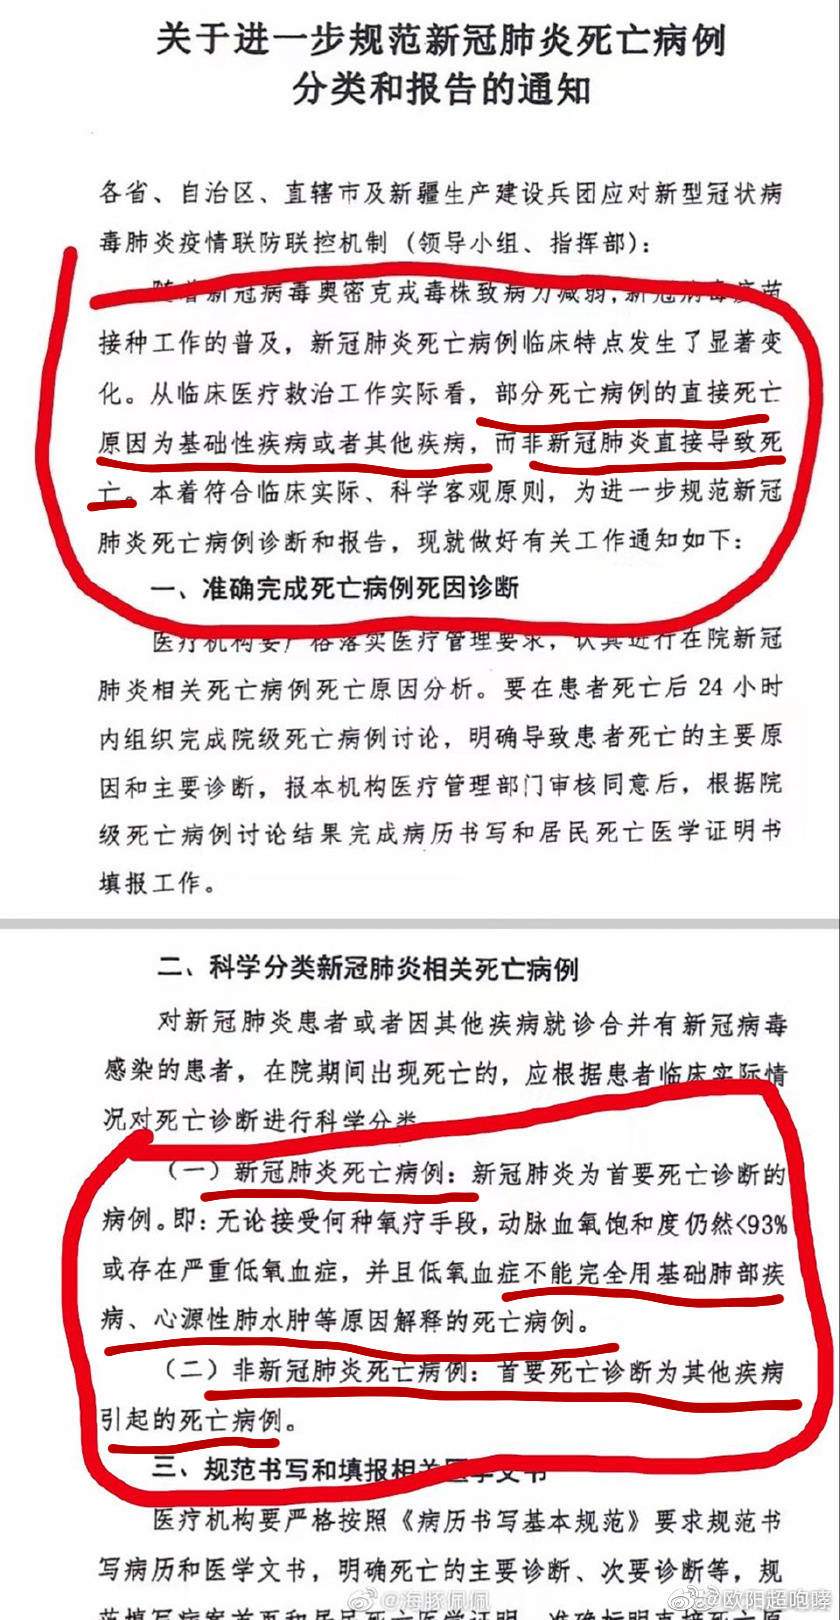 关于进一步规范新冠肺炎死亡病例
分类和报告的通知
各省、自治区、直辖市及新疆生产建设兵团应对新型冠状病
毒肺炎疫情联防联控机制(领导小组、指挥部):
随着新冠病毒奥密克戎毒株致病力减弱,新冠病毒疫苗
接种工作的普及,新冠肺炎死亡病例临床特点发生了显著变
化。从临床医疗救治工作实际看,部分死亡病例的直接死亡
原因为基础性疾病或者其他疾病,而非新冠肺炎直接导致死
亡。本着符合临床实际、科学客观原则,为进一步规范新冠
肺炎死亡病例诊断和报告,现就做好有关工作通知如下:
一、准确完成死亡病例死因诊断
医疗机构要严格落实医疗管理要求,认真进行在院新冠
肺炎相关死亡病例死亡原因分析。要在患者死亡后24小时
内组织完成院级死亡病例讨论,明确导致患者死亡的主要原
因和主要诊断,报本机构医疗管理部门审核同意后,根据院
级死亡病例讨论结果完成病历书写和居民死亡医学证明书
填报工作。
二、科学分类新冠肺炎相关死亡病例
对新冠肺炎患者或者因其他疾病就诊合并有新冠病毒
感染的患者,在院期间出现死亡的,应根据患者临床实际情
况对死亡诊断进行科学分类
(一)新冠肺炎死亡病例:新冠肺炎为首要死亡诊断的
病例。即:无论接受何种氧疗手段,动脉血氧饱和度仍然<93%
或存在严重低氧血症,并且低氧血症不能完全用基础肺部疾
病、心源性肺水肿等原因解释的死亡病例。
(二)非新冠肺炎死亡病例:首要死亡诊断为其他疾病
引起的死亡病例。
三、规范书写和填报相关医学文书
医疗机构要严格按照《病历书写基本规范》要求规范书
写病历和医学文书,明确死亡的主要诊断、次要诊断等,规
范填写病案首页和居民死亡医学证明,准确标明直接死
@海豚佩佩
@欧阳超咆哮